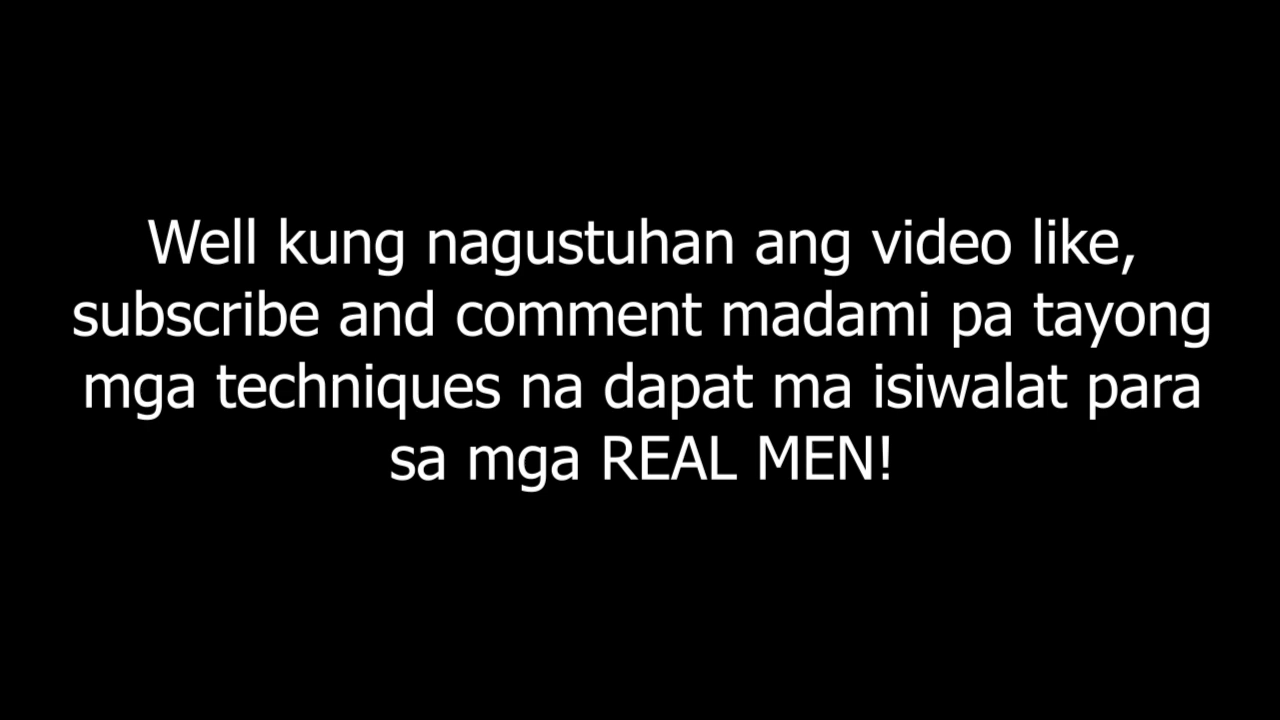 Well kung nagustuhan ang video like,
subscribe and comment madami pa tayong
mga techniques na dapat ma isiwalat para
sa mga REAL MEN!